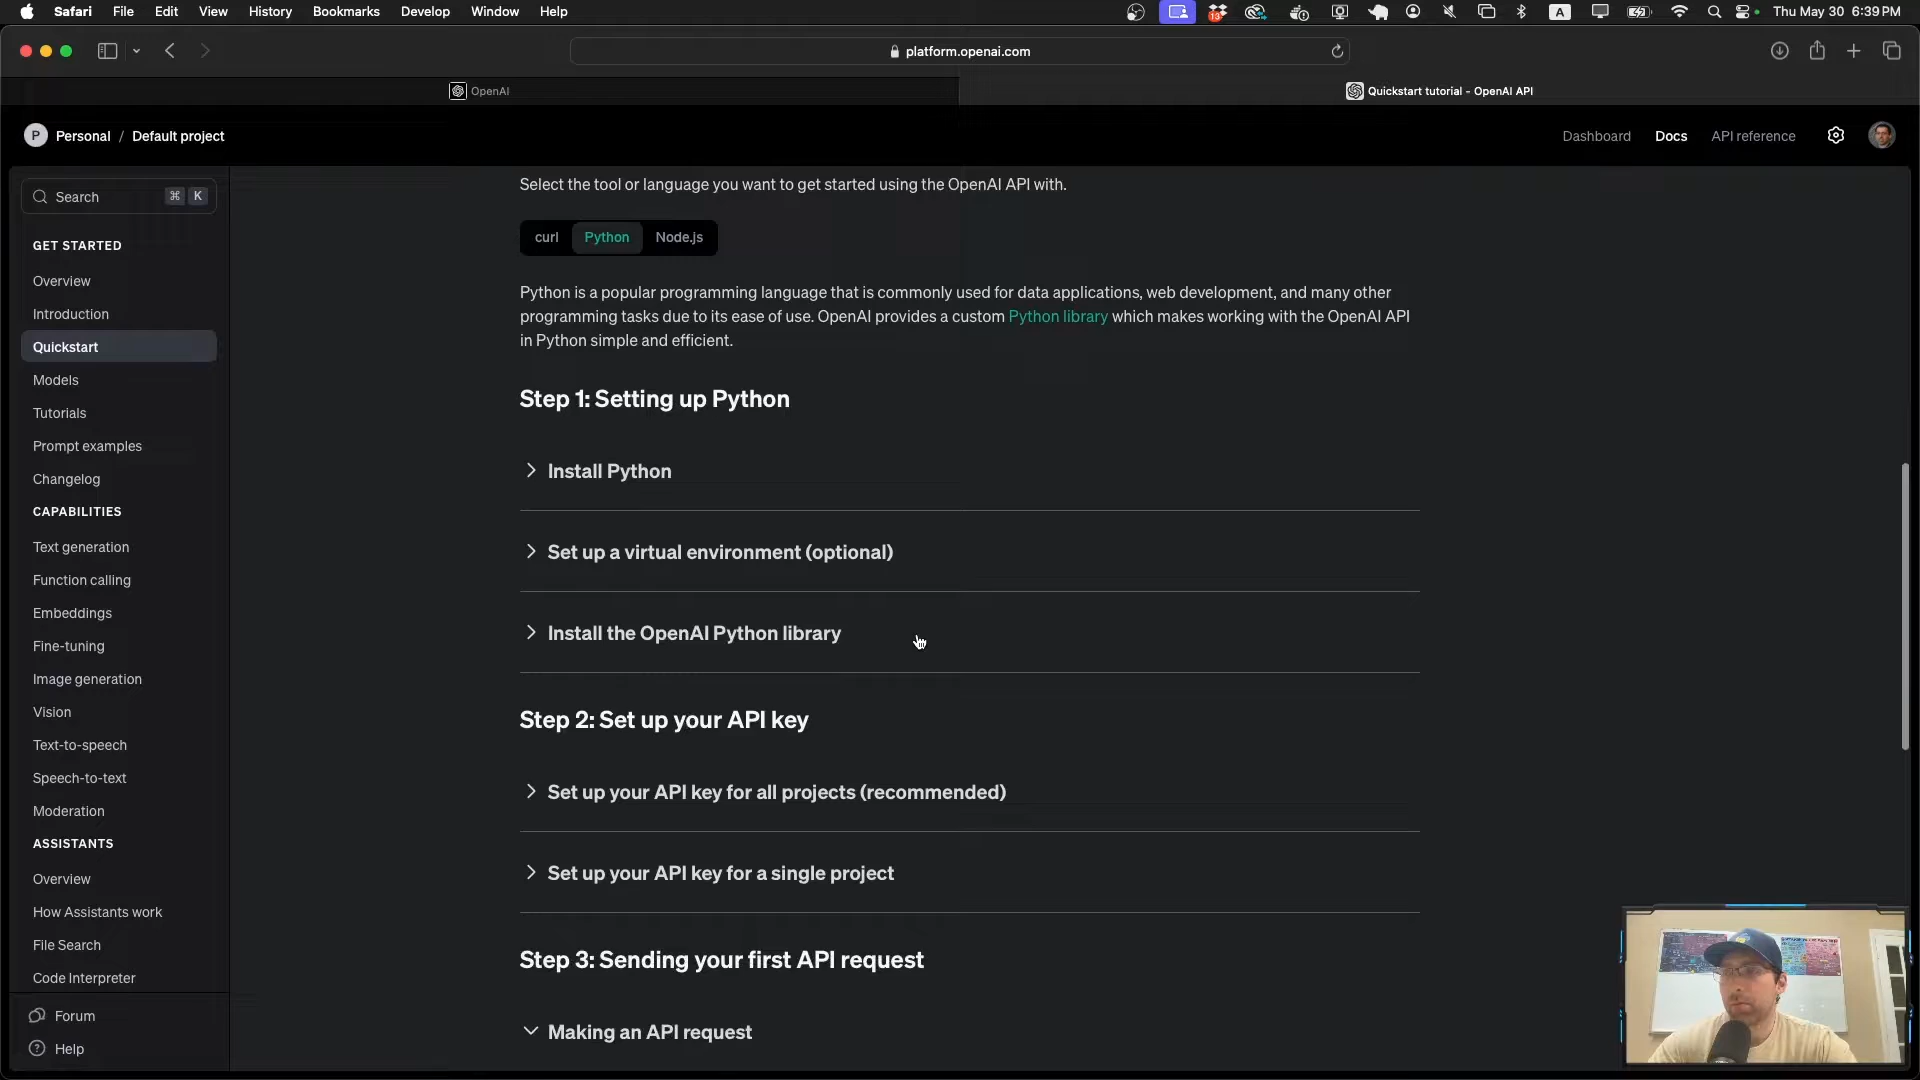 Safari File Edit View History Bookmarks Develop Window Help
13
A
Thu May 30 6:39 PM
platform.openai.com
OpenAI
Quickstart tutorial - OpenAI API
P Personal / Default project
Dashboard Docs API reference
Search ⌘ K
GET STARTED
Overview
Introduction
Quickstart
Models
Tutorials
Prompt examples
Changelog
CAPABILITIES
Text generation
Function calling
Embeddings
Fine-tuning
Image generation
Vision
Text-to-speech
Speech-to-text
Moderation
ASSISTANTS
Overview
How Assistants work
File Search
Code Interpreter
Forum
Help
Select the tool or language you want to get started using the OpenAI API with.
curl Python Node.js
Python is a popular programming language that is commonly used for data applications, web development, and many other
programming tasks due to its ease of use. OpenAI provides a custom Python library which makes working with the OpenAI API
in Python simple and efficient.
Step 1: Setting up Python
Install Python
Set up a virtual environment (optional)
Install the OpenAI Python library
Step 2: Set up your API key
Set up your API key for all projects (recommended)
Set up your API key for a single project
Step 3: Sending your first API request
Making an API request